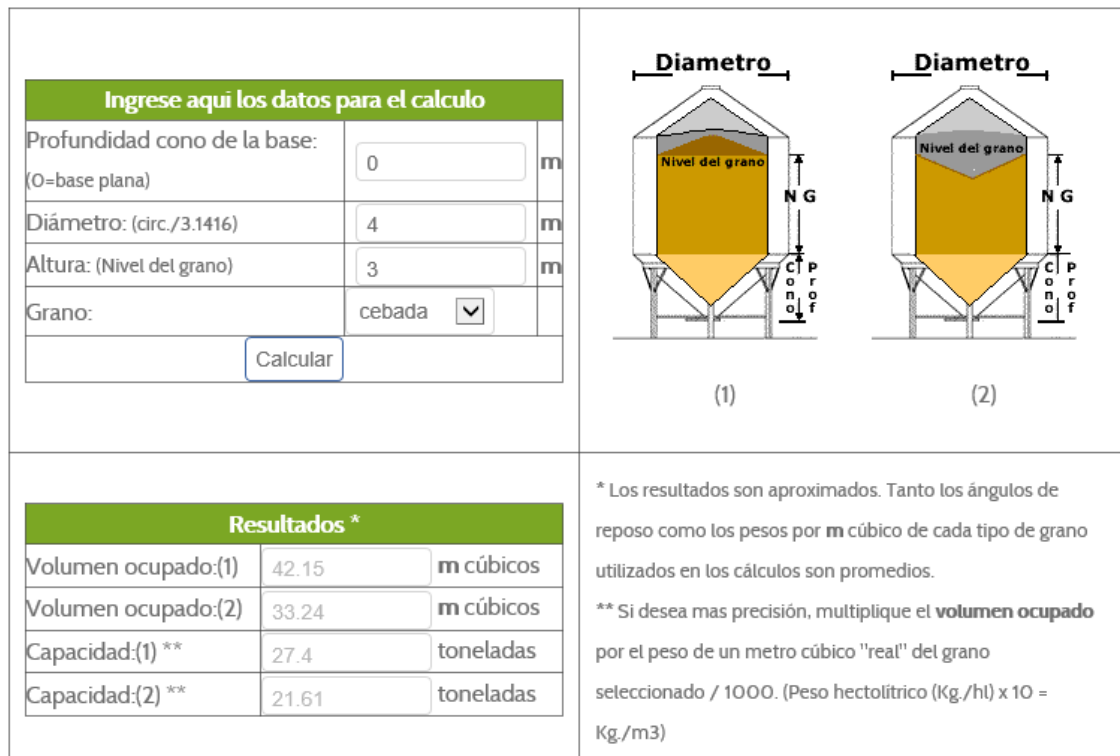 Ingrese aqui los datos para el calculo
Profundidad cono de la base:
(0=base plana)
0
m
Diámetro: (circ./3.1416)
4
m
Altura: (Nivel del grano)
3
m
Grano:
cebada
Calcular
Diametro
Nivel del grano
N G
Cono
Prof
(1)
Diametro
Nivel del grano
N G
Cono
Prof
(2)
Resultados *
Volumen ocupado:(1)
42.15
m cúbicos
Volumen ocupado:(2)
33.24
m cúbicos
Capacidad:(1) **
27.4
toneladas
Capacidad:(2) **
21.61
toneladas
* Los resultados son aproximados. Tanto los ángulos de
reposo como los pesos por m cúbico de cada tipo de grano
utilizados en los cálculos son promedios.
** Si desea mas precisión, multiplique el volumen ocupado
por el peso de un metro cúbico "real" del grano
seleccionado / 1000. (Peso hectolítrico (Kg./hl) x 10 =
Kg./m3)